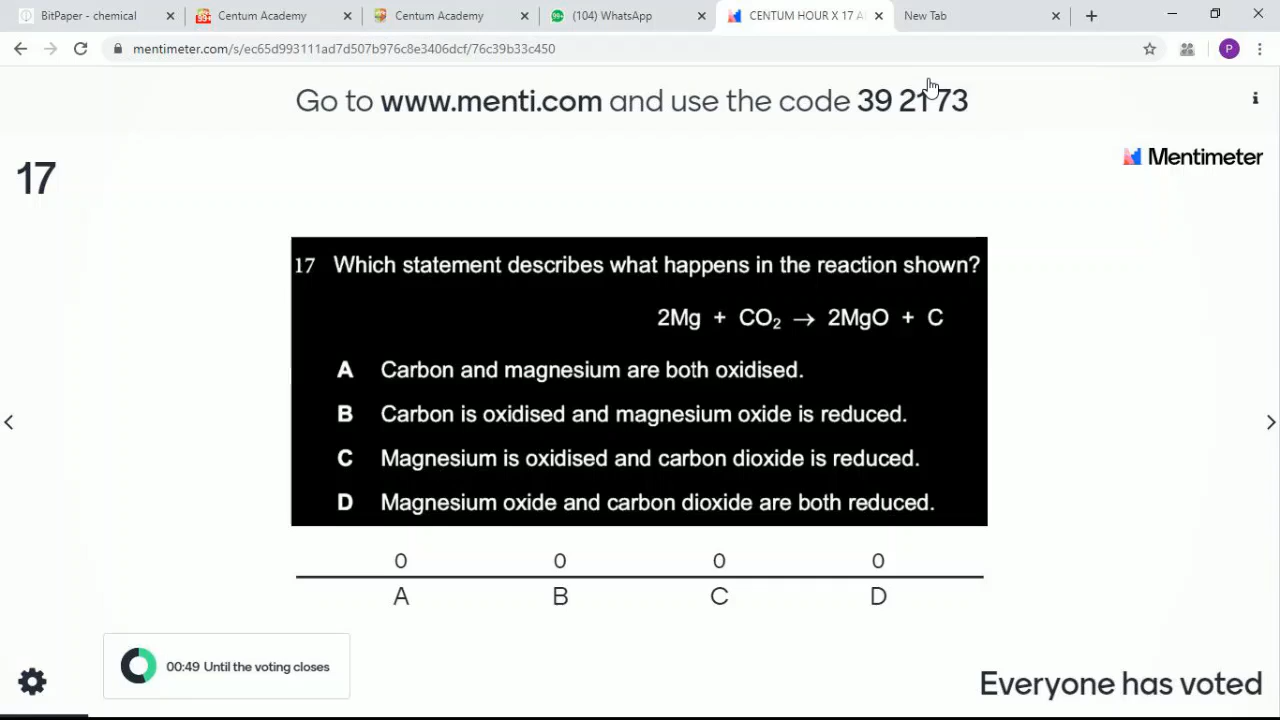 BitPaper - chemical
Centum Academy
Centum Academy
(104) WhatsApp
CENTUM HOUR X 17 A
New Tab
mentimeter.com/s/ec65d993111ad7d507b976c8e3406dcf/76c39b33c450
P
Go to www.menti.com and use the code 39 21 73
Mentimeter
17
17 Which statement describes what happens in the reaction shown?
2Mg + CO₂ → 2MgO + C
A Carbon and magnesium are both oxidised.
B Carbon is oxidised and magnesium oxide is reduced.
C Magnesium is oxidised and carbon dioxide is reduced.
D Magnesium oxide and carbon dioxide are both reduced.
0 0 0 0
A B C D
00:49 Until the voting closes
Everyone has voted